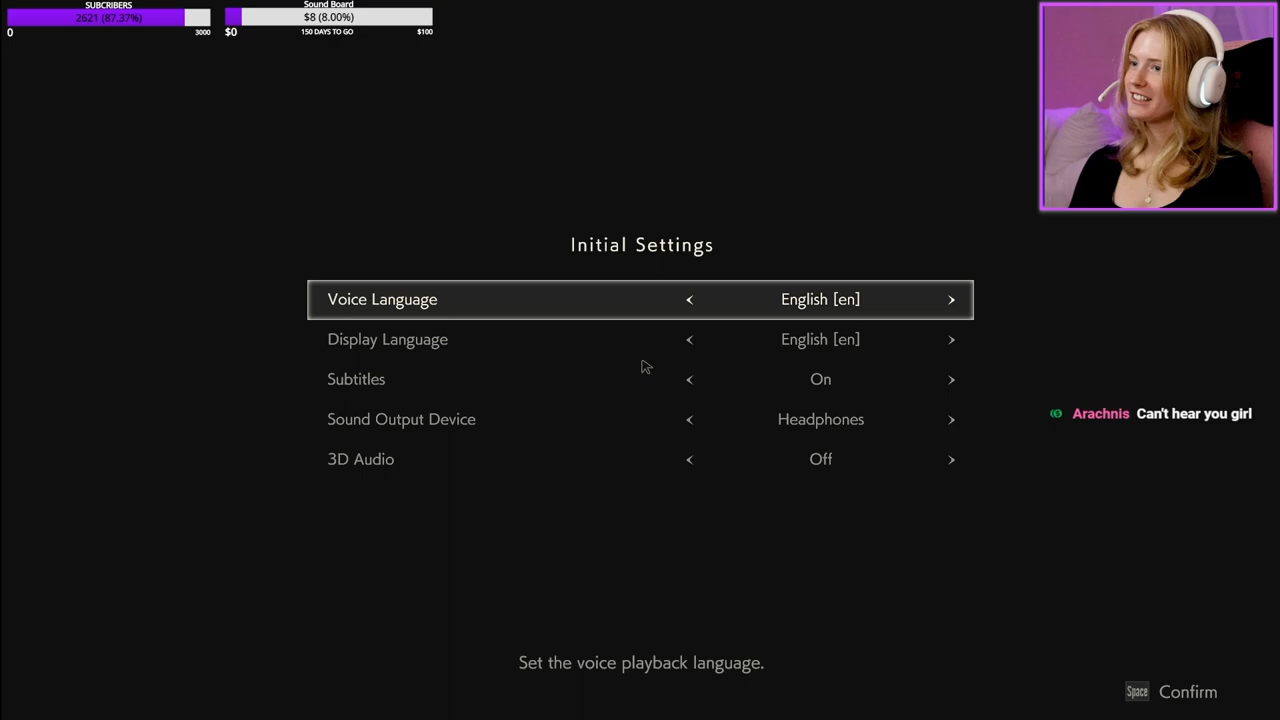 SUBCRIBERS
2621 (87.37%)
0 3000
Sound Board
$8 (8.00%)
$0 150 DAYS TO GO $100
Initial Settings
Voice Language < English [en] >
Display Language < English [en] >
Subtitles < On >
Sound Output Device < Headphones >
3D Audio < Off >
Arachnis Can't hear you girl
Set the voice playback language.
Space Confirm